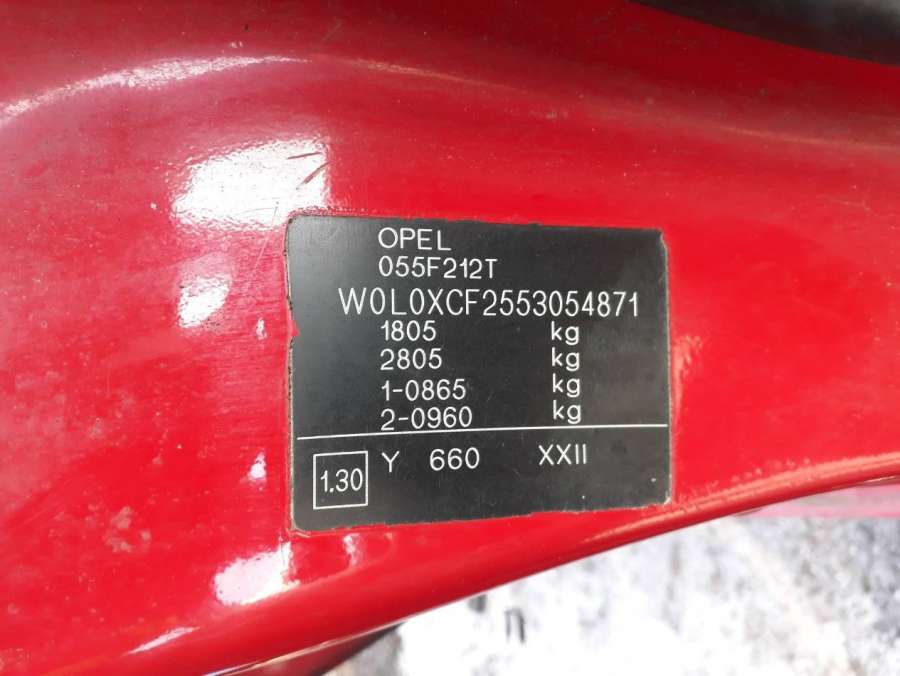 OPEL
055F212T
W0L0XCF2553054871
1805 kg
2805 kg
1-0865 kg
2-0960 kg
1.30 Y 660 XXII